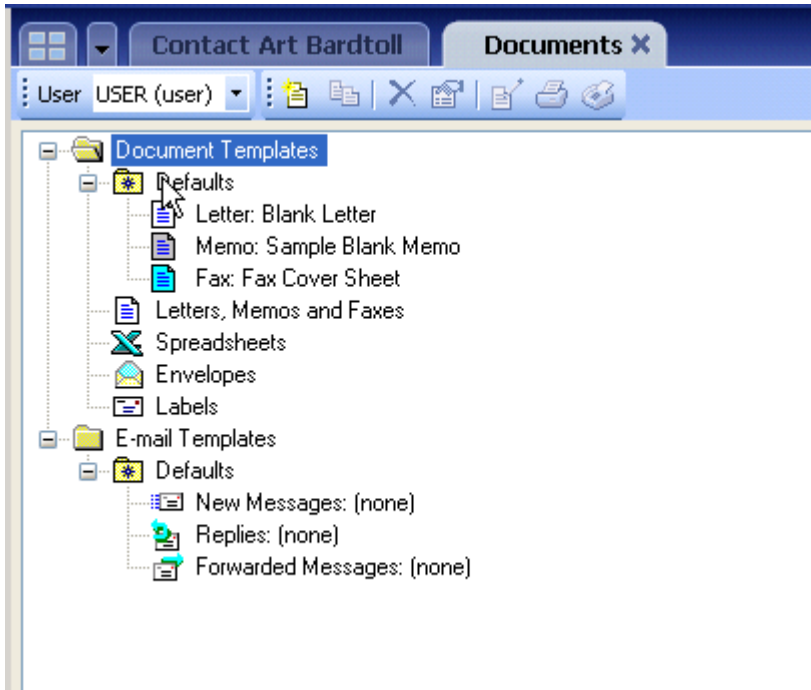 Contact Art Bardtoll Documents
User USER (user)
Document Templates
Defaults
Letter: Blank Letter
Memo: Sample Blank Memo
Fax: Fax Cover Sheet
Letters, Memos and Faxes
Spreadsheets
Envelopes
Labels
E-mail Templates
Defaults
New Messages: (none)
Replies: (none)
Forwarded Messages: (none)